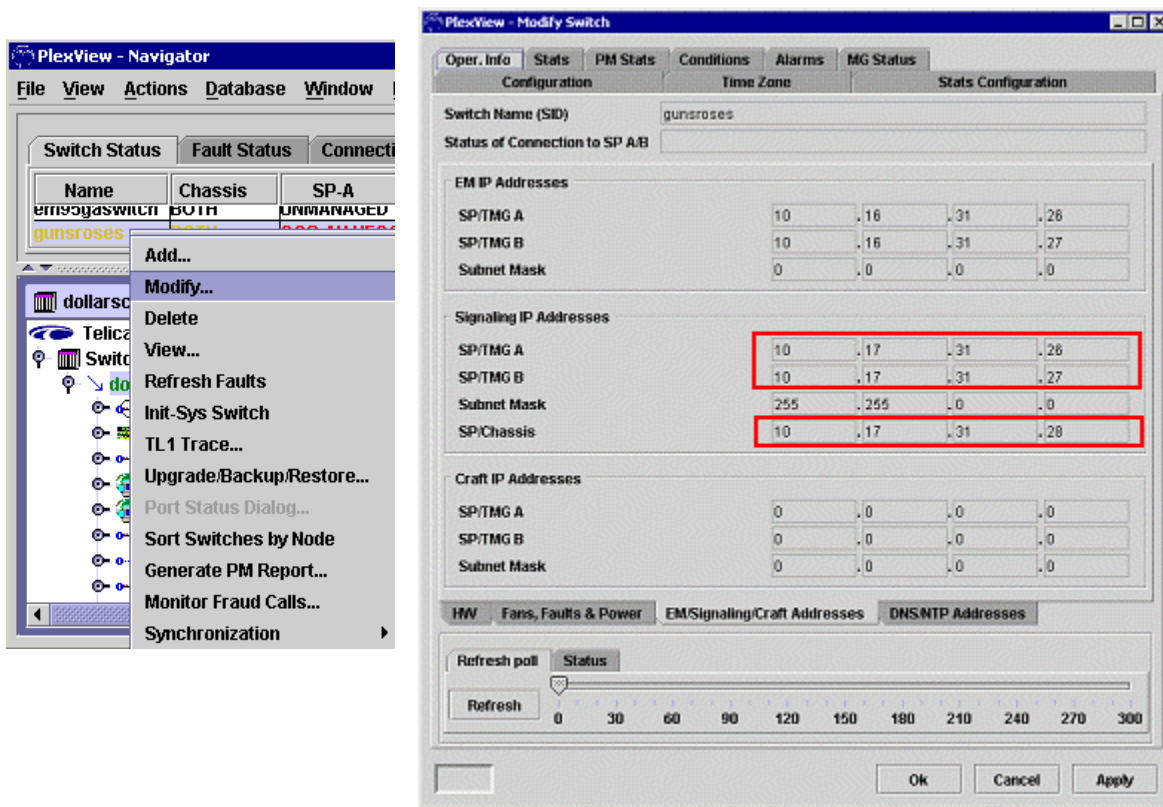 PlexView - Navigator
File View Actions Database Window
Switch Status Fault Status Connecti
Name Chassis SP-A
em95gaswitch BOTH UNMANAGED
gunsroses BOTH
Add...
Modify...
Delete
View...
Refresh Faults
Init-Sys Switch
TL1 Trace...
Upgrade/Backup/Restore...
Port Status Dialog...
Sort Switches by Node
Generate PM Report...
Monitor Fraud Calls...
Synchronization
dollarsc
Telica
Switc
do
PlexView - Modify Switch
Oper. Info Stats PM Stats Conditions Alarms MG Status
Configuration Time Zone Stats Configuration
Switch Name (SID) gunsroses
Status of Connection to SP A/B
EM IP Addresses
SP/TMG A 10 . 16 . 31 . 26
SP/TMG B 10 . 16 . 31 . 27
Subnet Mask 0 . 0 . 0 . 0
Signaling IP Addresses
SP/TMG A 10 . 17 . 31 . 26
SP/TMG B 10 . 17 . 31 . 27
Subnet Mask 255 . 255 . 0 . 0
SP/Chassis 10 . 17 . 31 . 28
Craft IP Addresses
SP/TMG A 0 . 0 . 0 . 0
SP/TMG B 0 . 0 . 0 . 0
Subnet Mask 0 . 0 . 0 . 0
HW Fans, Faults & Power EM/Signaling/Craft Addresses DNS/NTP Addresses
Refresh poll Status
Refresh
0 30 60 90 120 150 180 210 240 270 300
Ok Cancel Apply